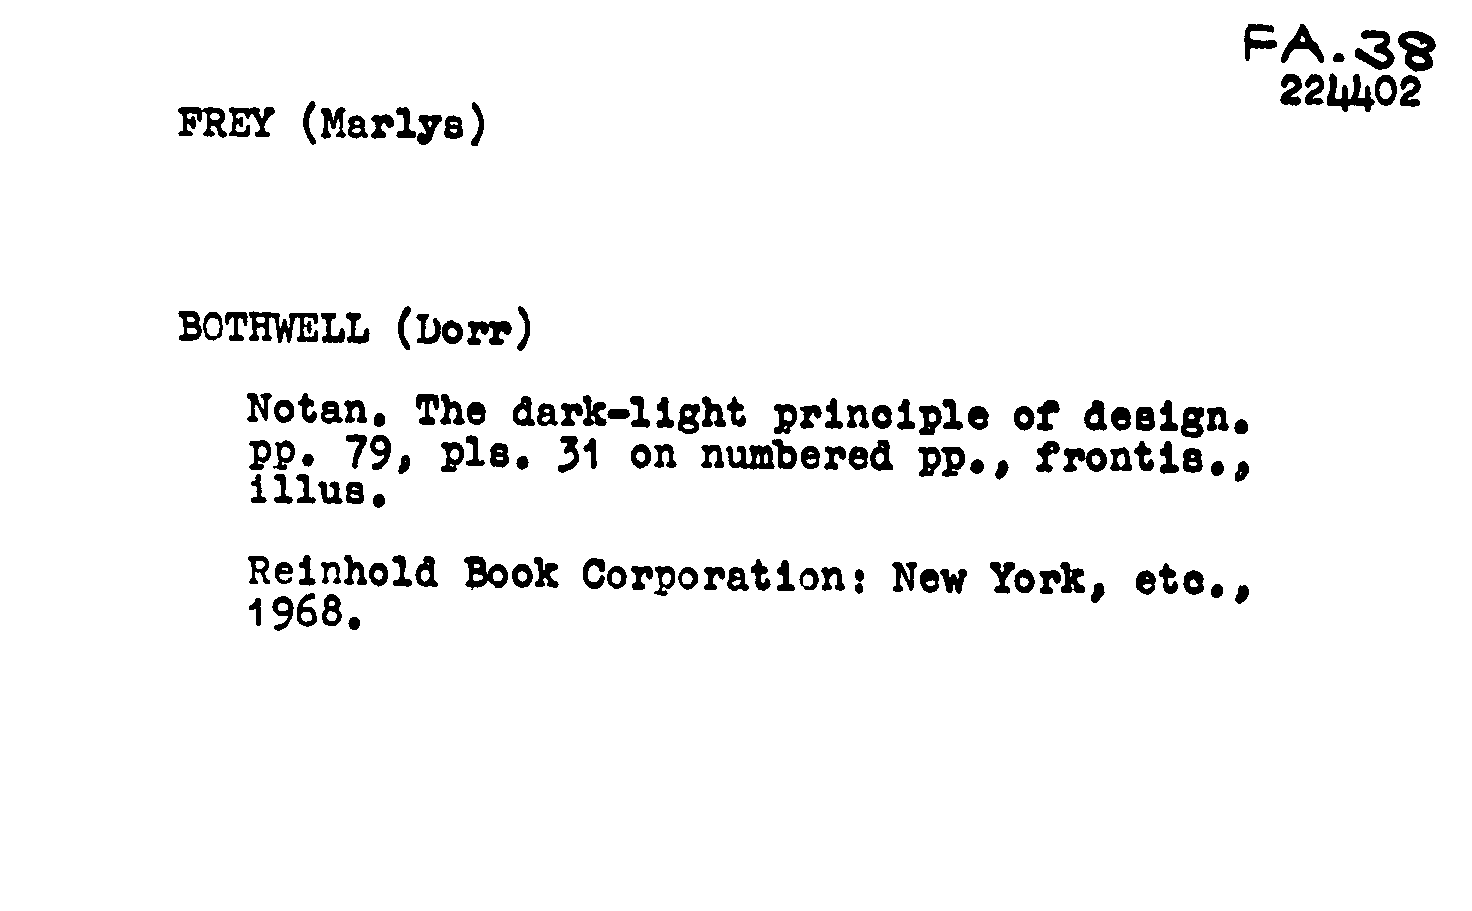 FA.38
224402
FREY (Marlys)
BOTHWELL (Dorr)
Notan. The dark-light principle of design.
pp. 79, pls. 31 on numbered pp., frontis.,
illus.
Reinhold Book Corporation: New York, etc.,
1968.